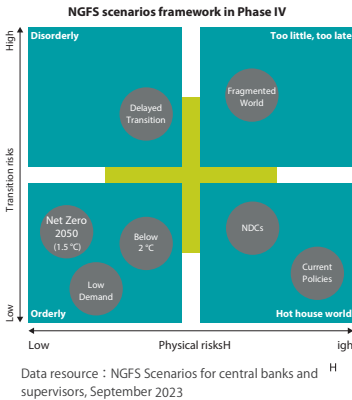 NGFS scenarios framework in Phase IV
High
Disorderly
Too little, too late
Delayed
Transition
Fragmented
World
Transition risks
Net Zero
2050
(1.5 ℃)
Below
2 ℃
NDCs
Low
Demand
Current
Policies
Low
Orderly
Hot house world
Low
Physical risksH
igh
H
Data resource：NGFS Scenarios for central banks and
supervisors, September 2023